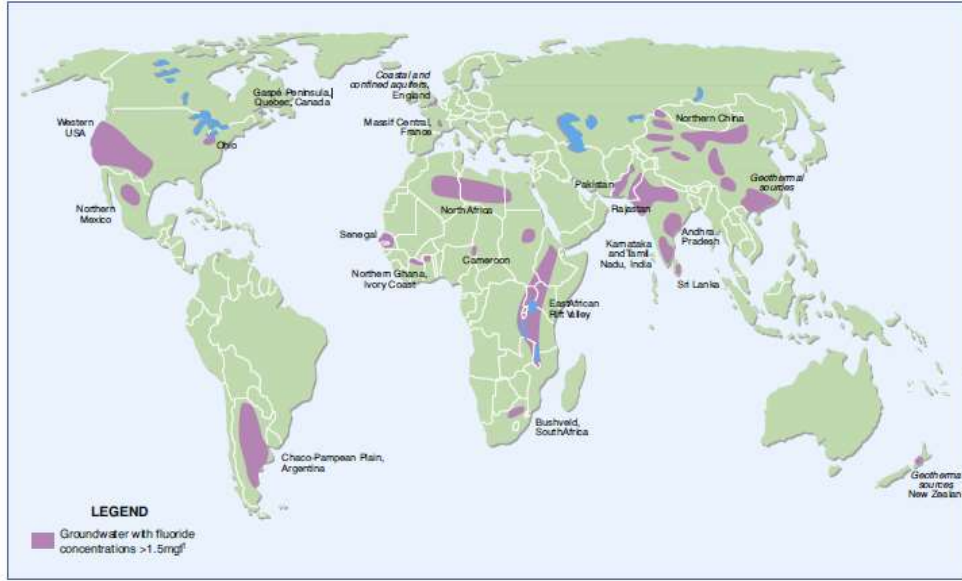 Gaspé Peninsula,
Quebec, Canada
Coastal and
confined aquifers,
England
Western
USA
Massif Central,
France
Northern China
Ohio
Geothermal
sources
Pakistan
North Africa
Rajastan
Northern
Mexico
Senegal
Andhra
Pradesh
Cameroon
Karnataka
and Tamil
Nadu, India
Northern Ghana,
Ivory Coast
Sri Lanka
East African
Rift Valley
Bushveld,
South Africa
Chaco-Pampean Plain,
Argentina
Geotherma
sources
New Zealan
LEGEND
Groundwater with fluoride
concentrations >1.5mgl¹